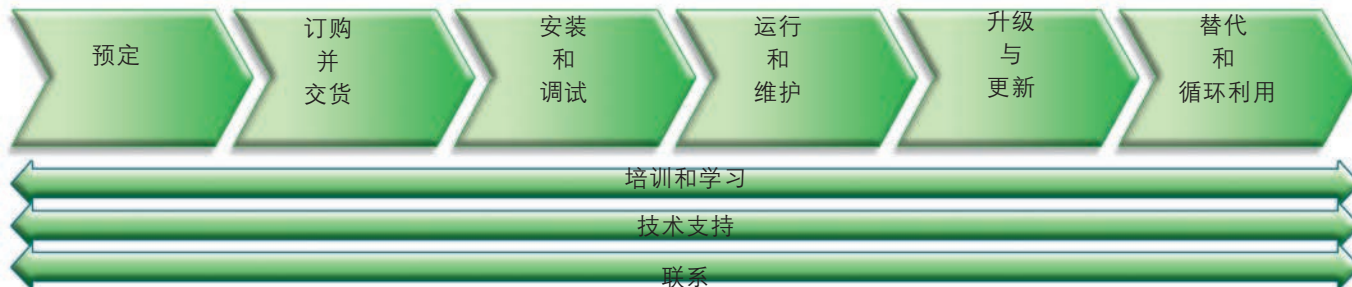 预定
订购
并
交货
安装
和
调试
运行
和
维护
升级
与
更新
替代
和
循环利用
培训和学习
技术支持
联系